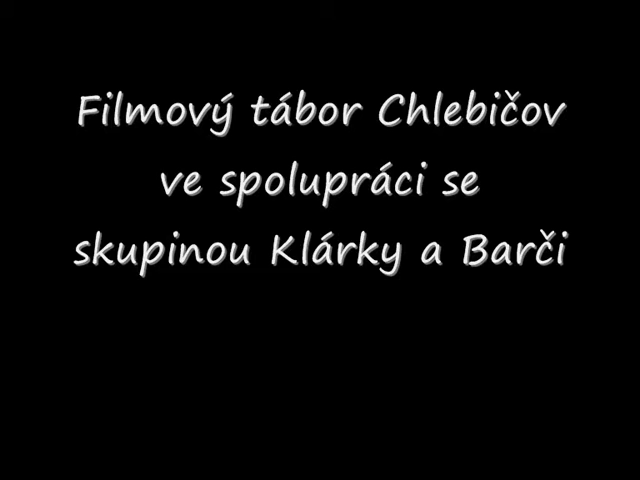 Filmový tábor Chlebičov
ve spolupráci se
skupinou Klárky a Barči